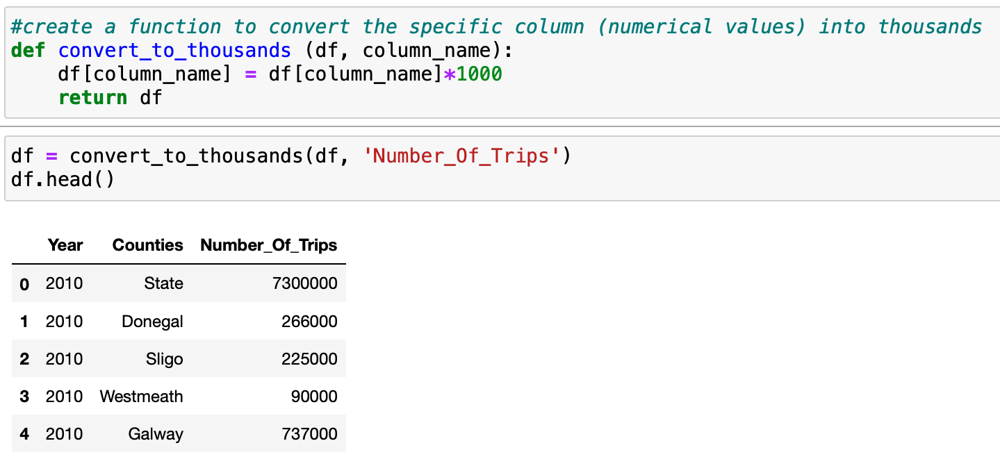 #create a function to convert the specific column (numerical values) into thousands
def convert_to_thousands (df, column_name):
    df[column_name] = df[column_name]*1000
    return df
df = convert_to_thousands(df, 'Number_Of_Trips')
df.head()
Year Counties Number_Of_Trips
0 2010 State 7300000
1 2010 Donegal 266000
2 2010 Sligo 225000
3 2010 Westmeath 90000
4 2010 Galway 737000